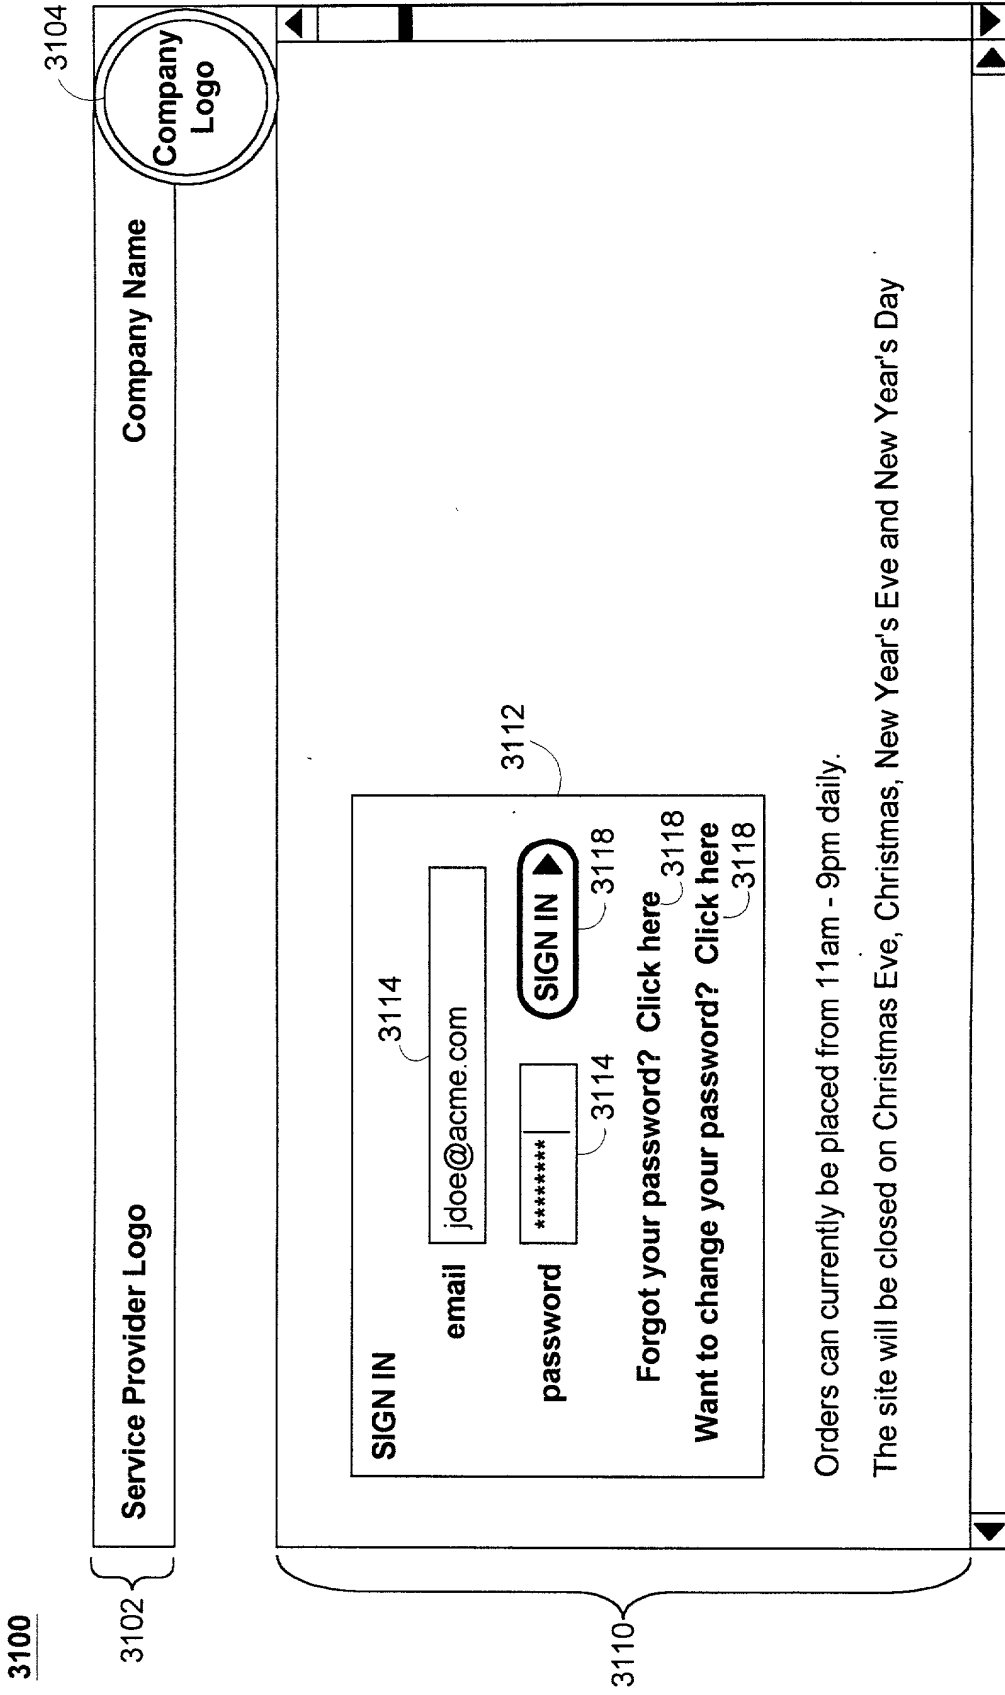 3100
3104
3102
Service Provider Logo Company Name Company Logo
3110
3112
SIGN IN
3114
email jdoe@acme.com
password ******** SIGN IN
3114 3118
Forgot your password? Click here
3118
Want to change your password? Click here
3118
Orders can currently be placed from 11am - 9pm daily.
The site will be closed on Christmas Eve, Christmas, New Year's Eve and New Year's Day